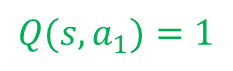 Q(s, a₁) = 1